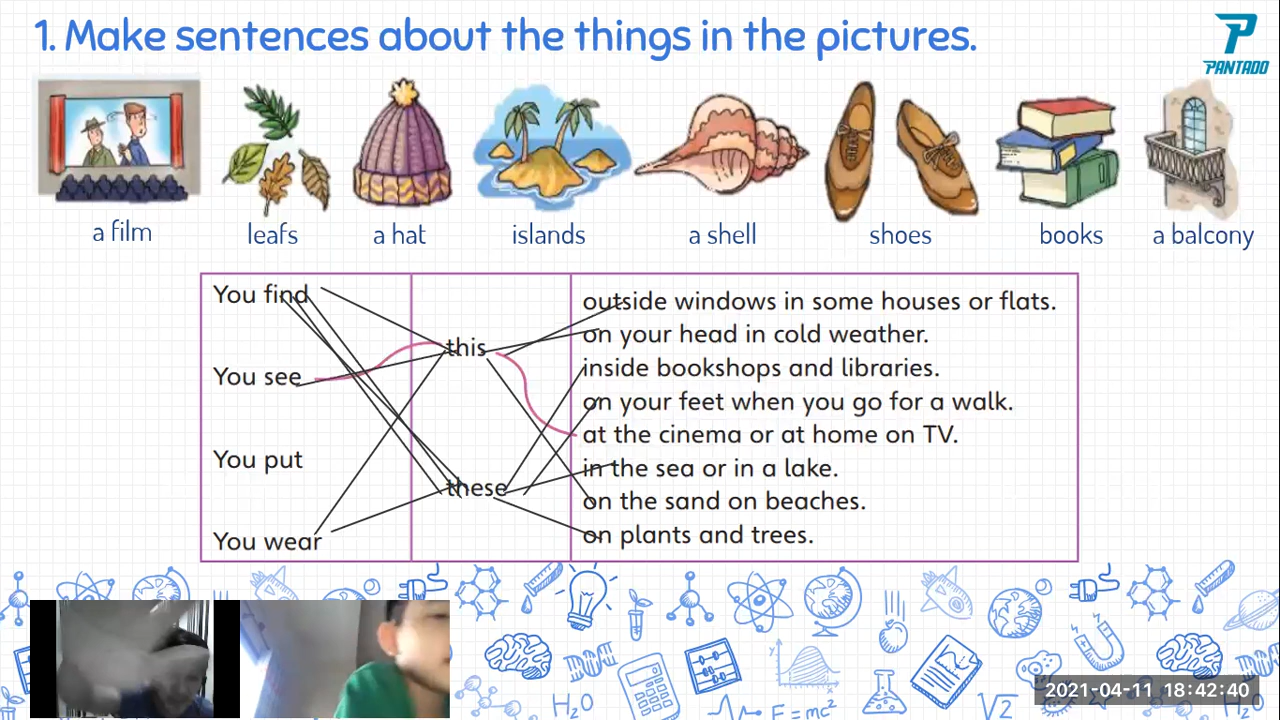 1. Make sentences about the things in the pictures.
PANTADO
a film
leafs
a hat
islands
a shell
shoes
books
a balcony
You find
You see
You put
You wear
this
these
outside windows in some houses or flats.
on your head in cold weather.
inside bookshops and libraries.
on your feet when you go for a walk.
at the cinema or at home on TV.
in the sea or in a lake.
on the sand on beaches.
on plants and trees.
H₂O
E=mc²
y
x
√2
H₂O
2021-04-11 18:42:40